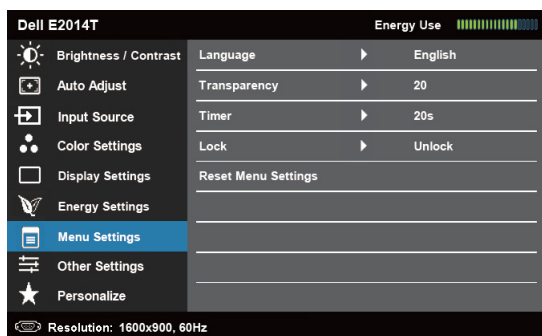 Dell E2014T Energy Use
Brightness / Contrast Language English
Auto Adjust Transparency 20
Input Source Timer 20s
Color Settings Lock Unlock
Display Settings Reset Menu Settings
Energy Settings
Menu Settings
Other Settings
Personalize
Resolution: 1600x900, 60Hz